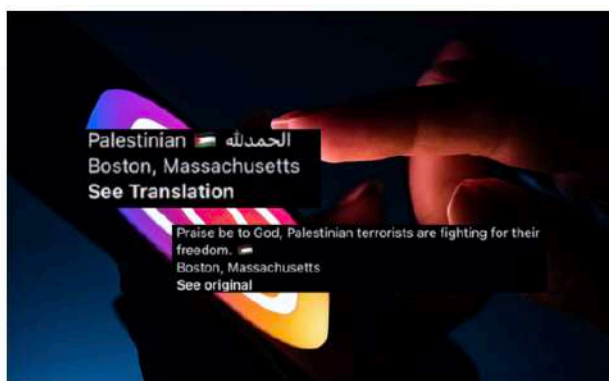 Palestinian 🇵🇸 الحمدلله
Boston, Massachusetts
See Translation
Praise be to God, Palestinian terrorists are fighting for their
freedom. 🇵🇸
Boston, Massachusetts
See original